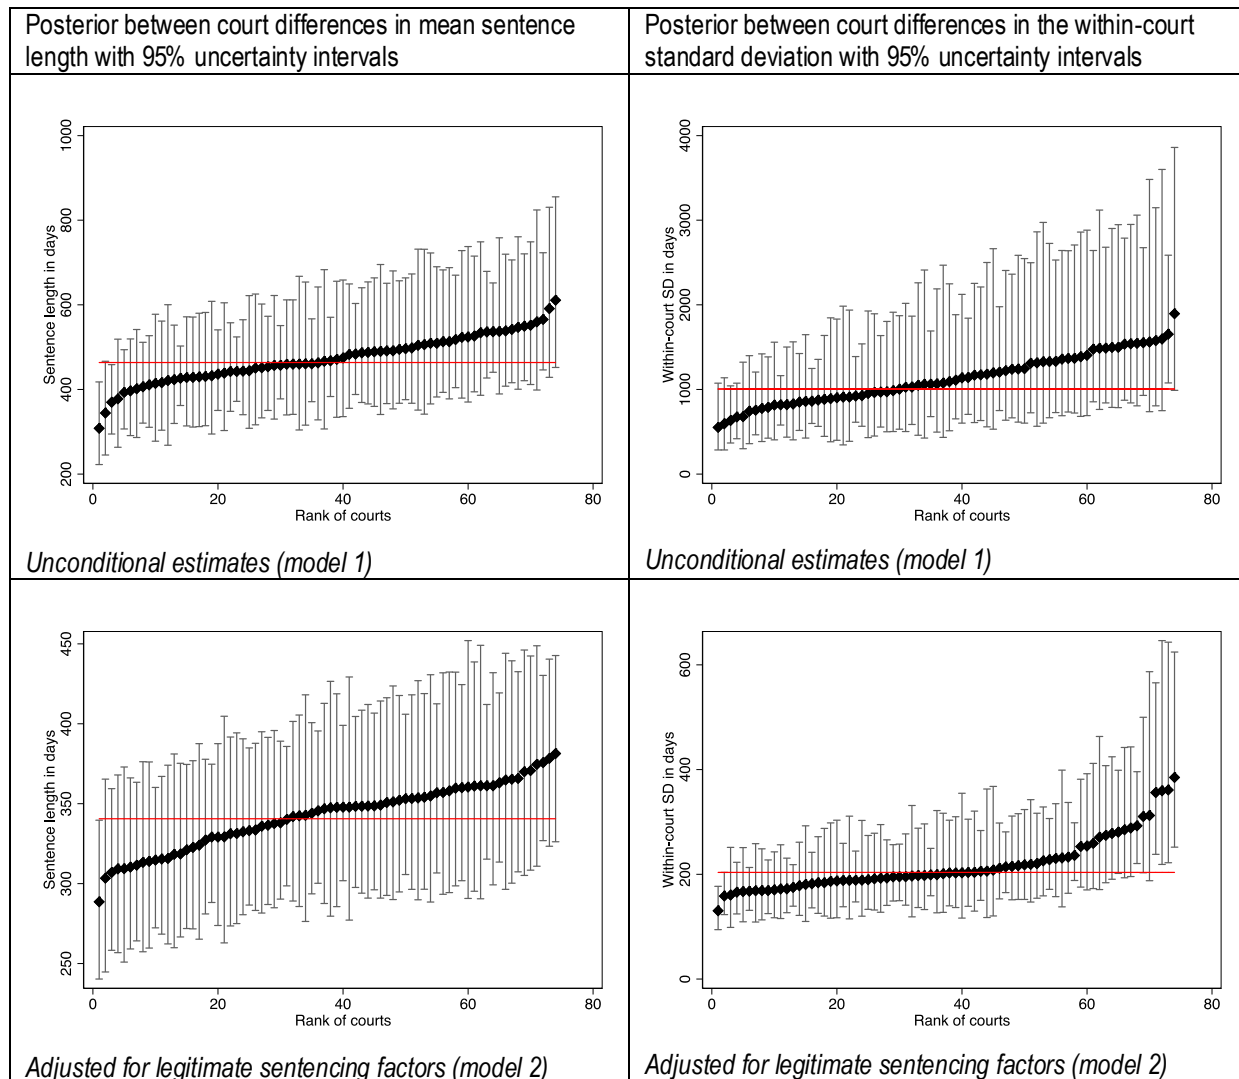 Posterior between court differences in mean sentence
length with 95% uncertainty intervals
Posterior between court differences in the within-court
standard deviation with 95% uncertainty intervals
Sentence length in days
1000
800
600
400
200
0
20
40
60
80
Rank of courts
Unconditional estimates (model 1)
Within-court SD in days
4000
3000
2000
1000
0
0
20
40
60
80
Rank of courts
Unconditional estimates (model 1)
Sentence length in days
450
400
350
300
250
0
20
40
60
80
Rank of courts
Adjusted for legitimate sentencing factors (model 2)
Within-court SD in days
600
400
200
0
0
20
40
60
80
Rank of courts
Adjusted for legitimate sentencing factors (model 2)